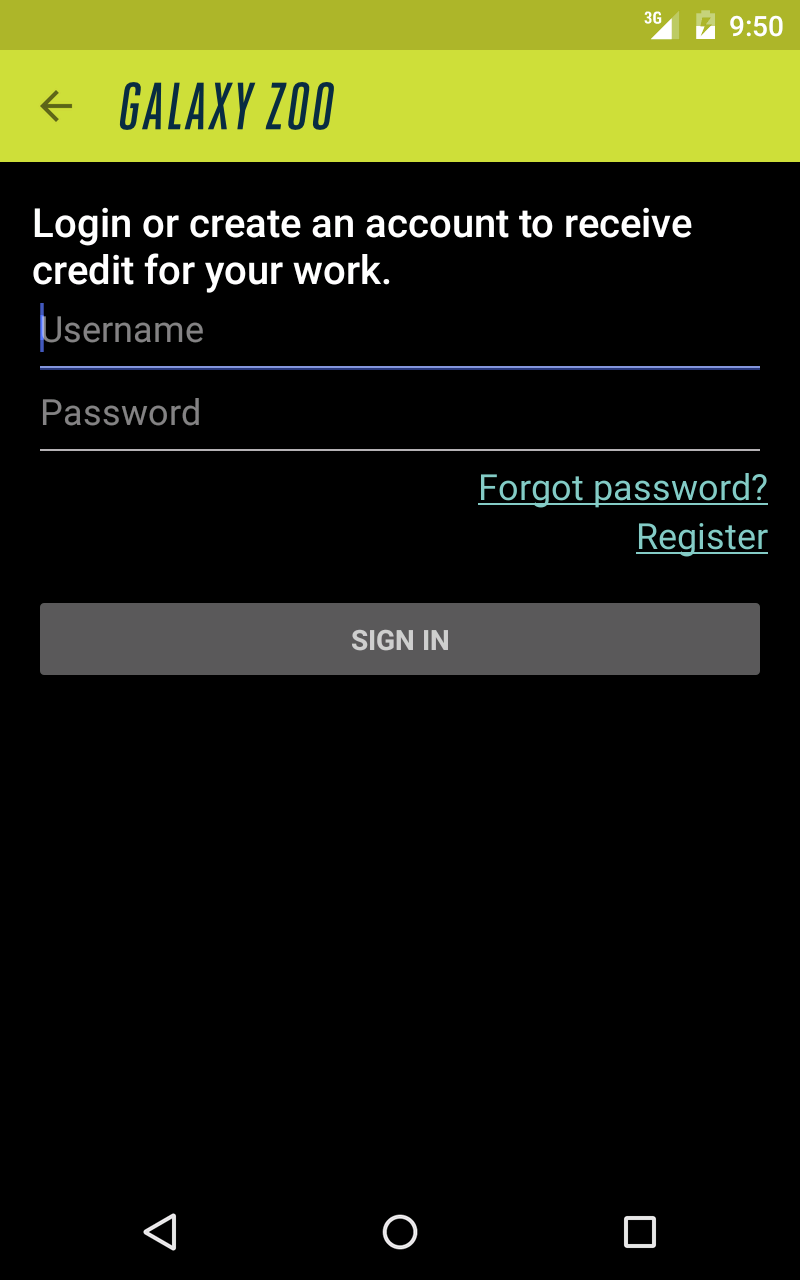 3G 9:50
GALAXY ZOO
Login or create an account to receive
credit for your work.
Username
Password
Forgot password?
Register
SIGN IN